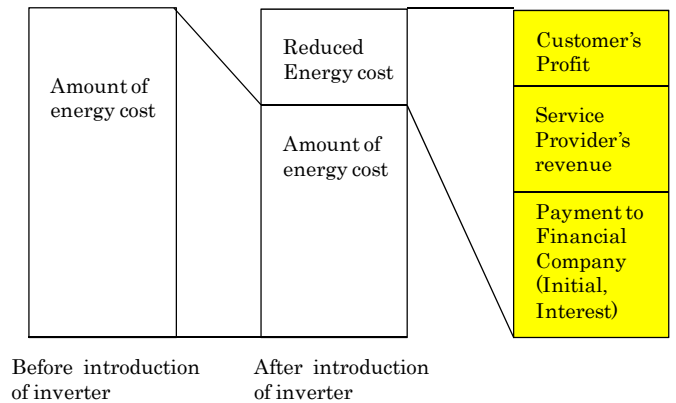 Amount of
energy cost
Reduced
Energy cost
Amount of
energy cost
Customer's
Profit
Service
Provider's
revenue
Payment to
Financial
Company
(Initial,
Interest)
Before introduction
of inverter
After introduction
of inverter